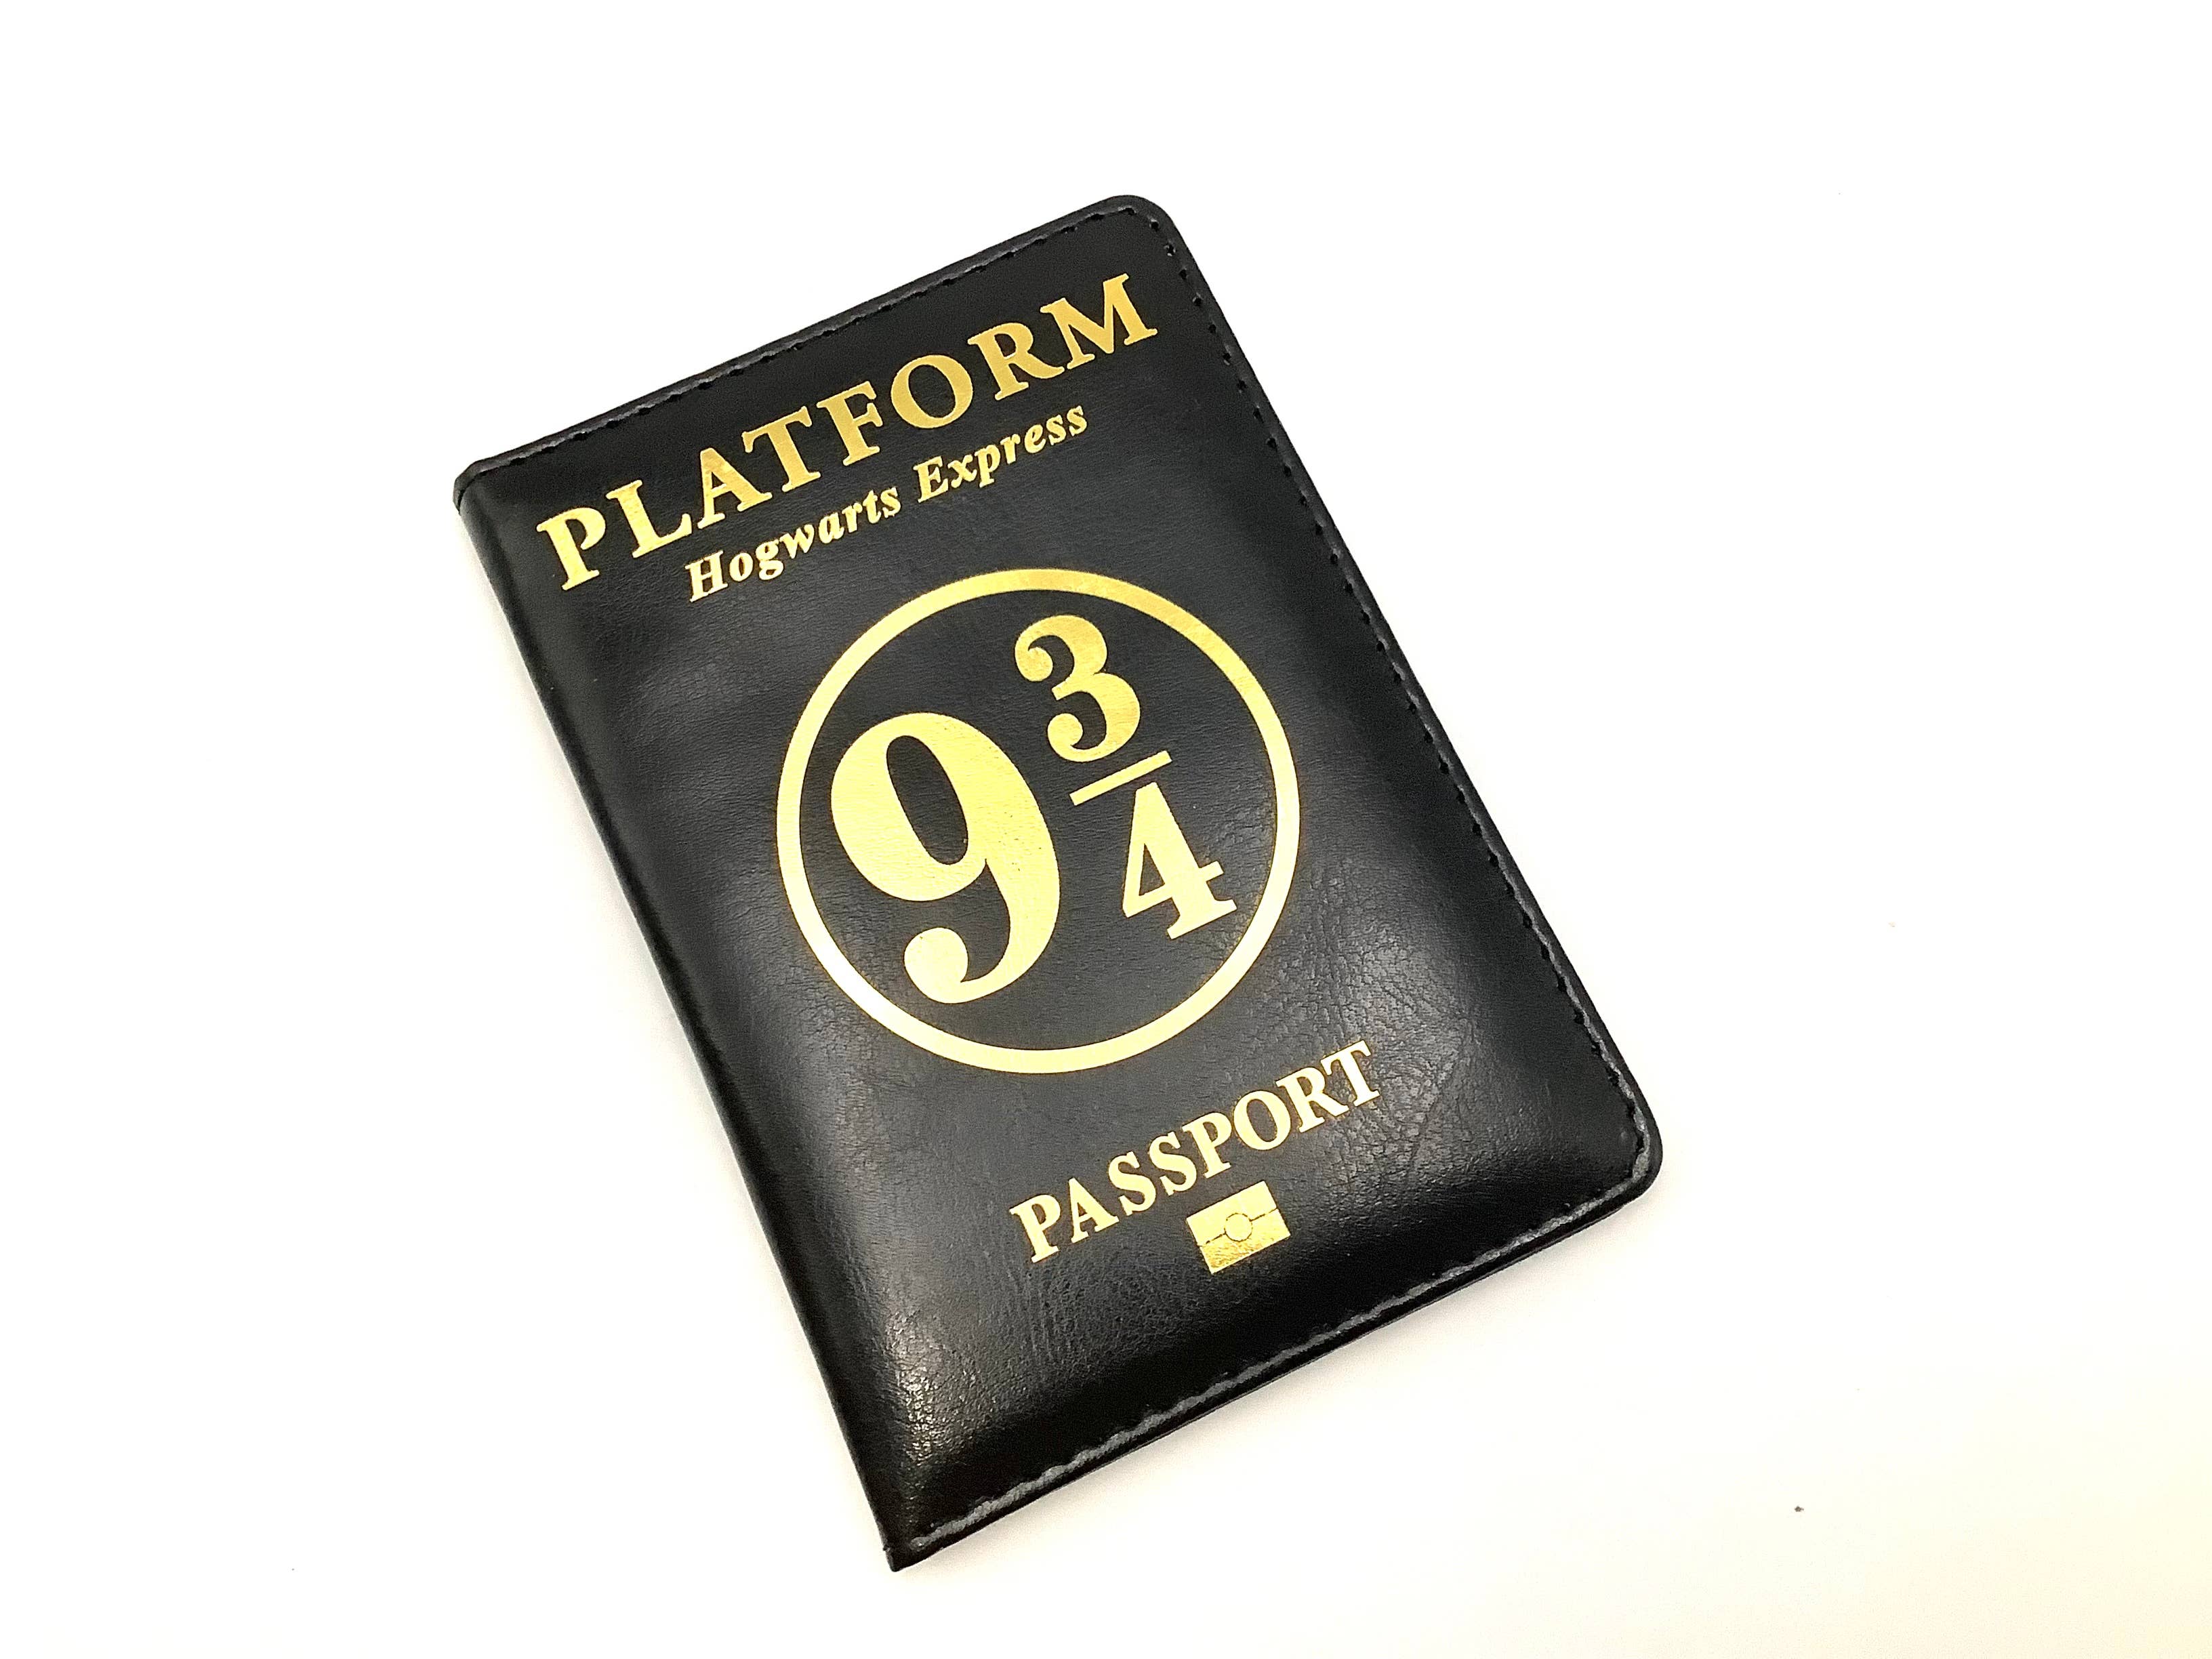 PLATFORM
Hogwarts Express
9 3/4
PASSPORT